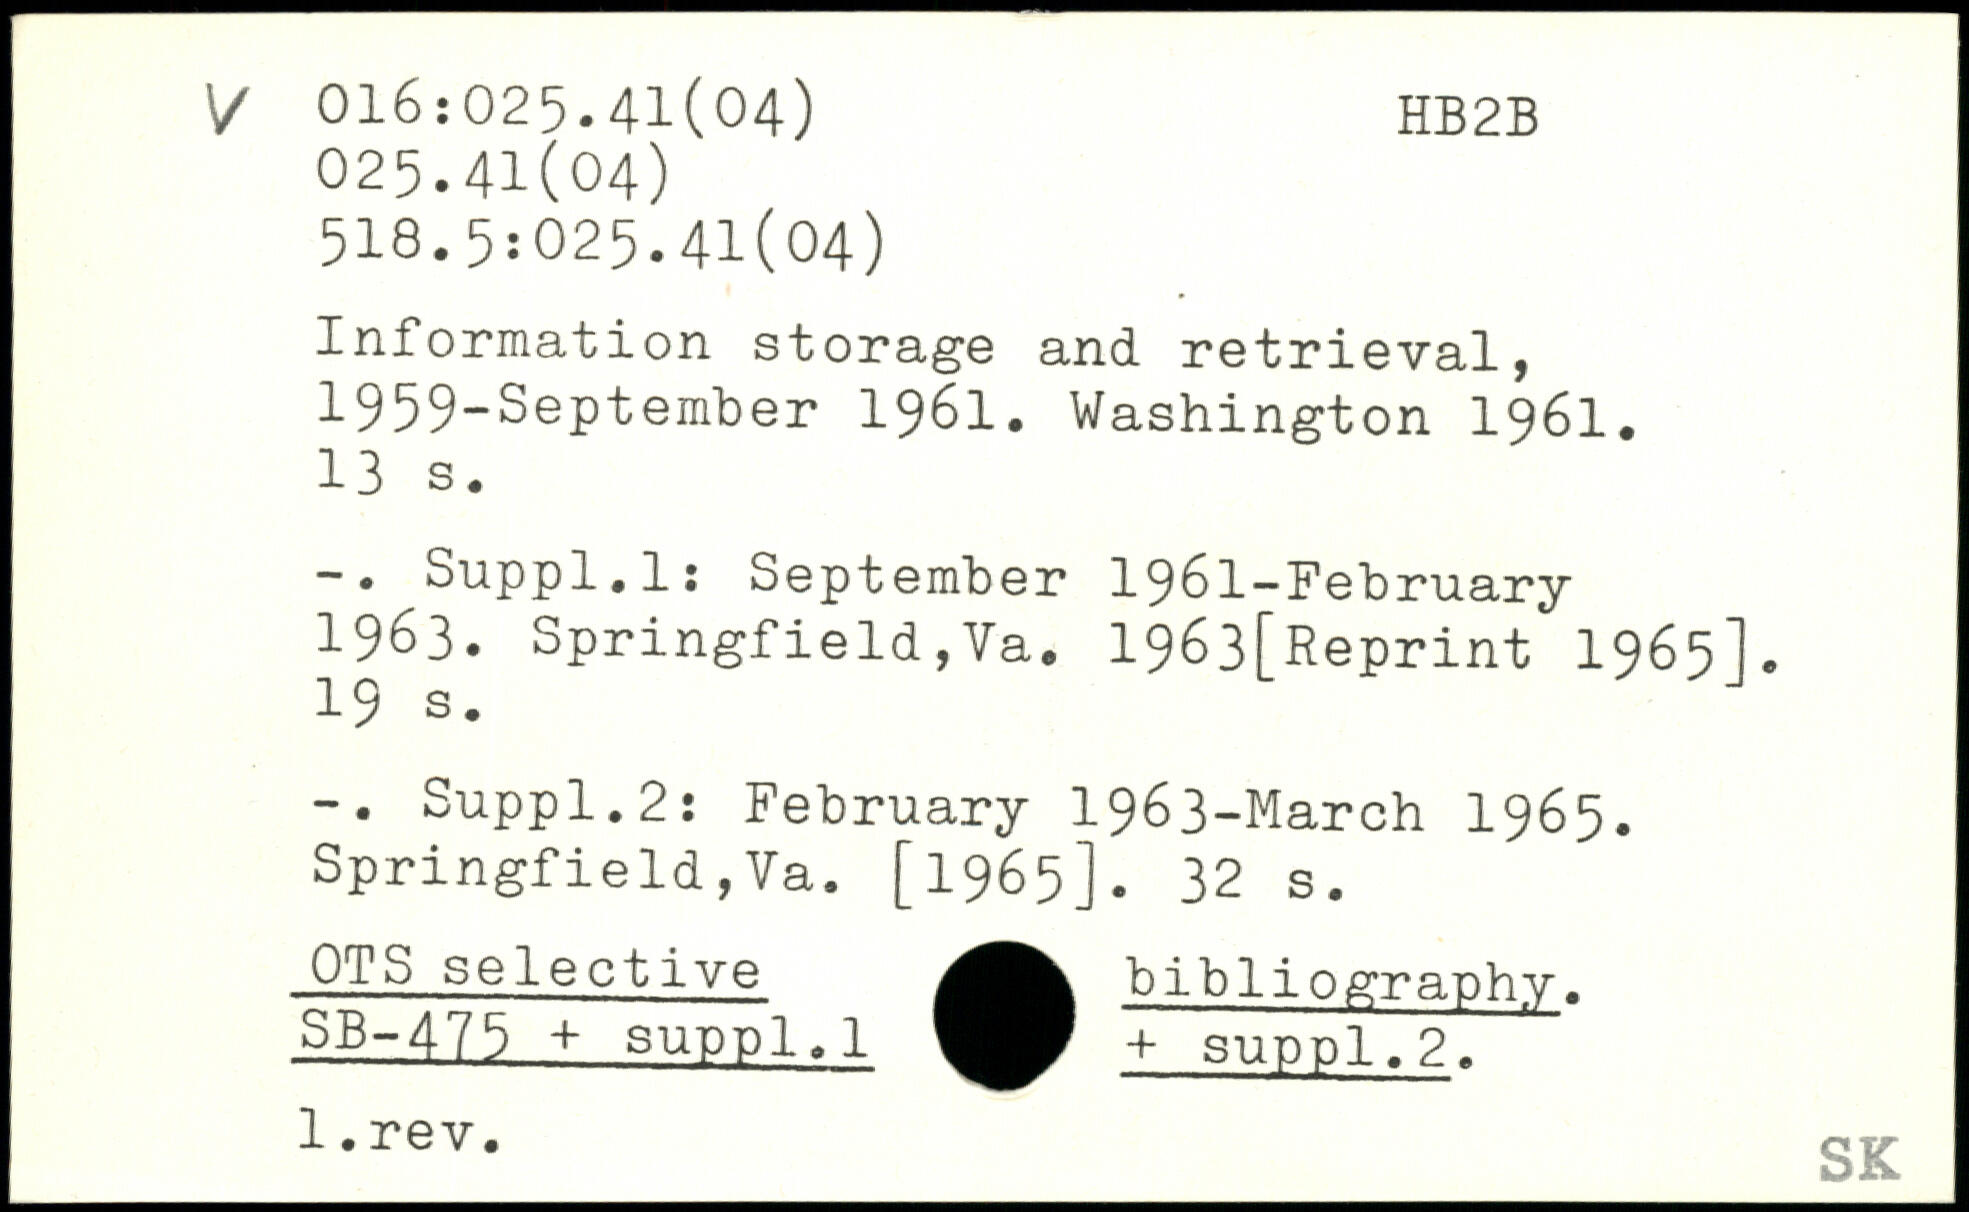 V 016:025.41(04) HB2B
025.41(04)
518.5:025.41(04)
Information storage and retrieval,
1959-September 1961. Washington 1961.
13 s.
-. Suppl.1: September 1961-February
1963. Springfield,Va. 1963[Reprint 1965].
19 s.
-. Suppl.2: February 1963-March 1965.
Springfield,Va. [1965]. 32 s.
OTS selective bibliography.
SB-475 + suppl.1 + suppl.2.
1.rev.
SK